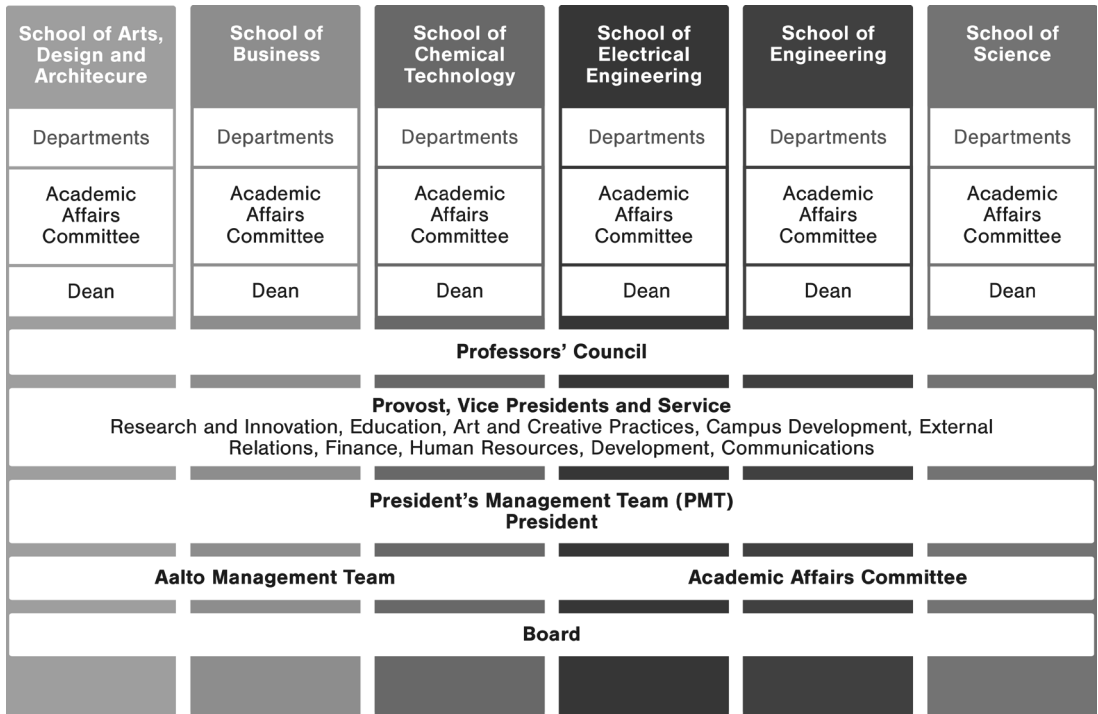 School of Arts,
Design and
Architecure
School of
Business
School of
Chemical
Technology
School of
Electrical
Engineering
School of
Engineering
School of
Science
Departments
Departments
Departments
Departments
Departments
Departments
Academic
Affairs
Committee
Academic
Affairs
Committee
Academic
Affairs
Committee
Academic
Affairs
Committee
Academic
Affairs
Committee
Academic
Affairs
Committee
Dean
Dean
Dean
Dean
Dean
Dean
Professors’ Council
Provost, Vice Presidents and Service
Research and Innovation, Education, Art and Creative Practices, Campus Development, External
Relations, Finance, Human Resources, Development, Communications
President’s Management Team (PMT)
President
Aalto Management Team
Academic Affairs Committee
Board